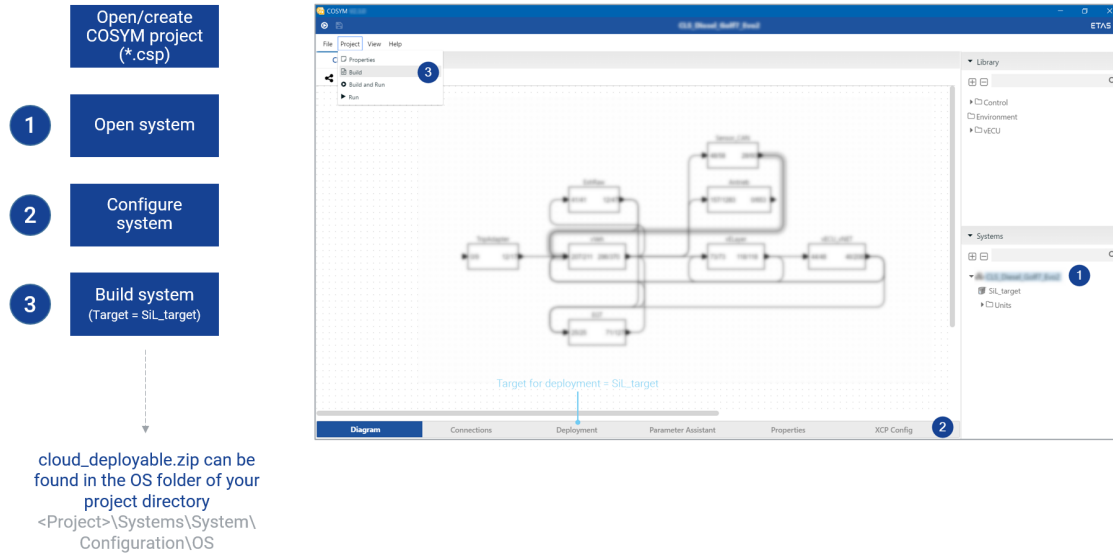 Open/create
COSYM project
(*.csp)
1
Open system
2
Configure
system
3
Build system
(Target = SiL_target)
cloud_deployable.zip can be
found in the OS folder of your
project directory
<Project>\Systems\System\
Configuration\OS
COSYM
ETAS
File Project View Help
C
Properties
Build
3
Build and Run
Run
Library
Control
Environment
vECU
Systems
1
SiL_target
Units
Target for deployment = SiL_target
Diagram Connections Deployment Parameter Assistant Properties XCP Config
2